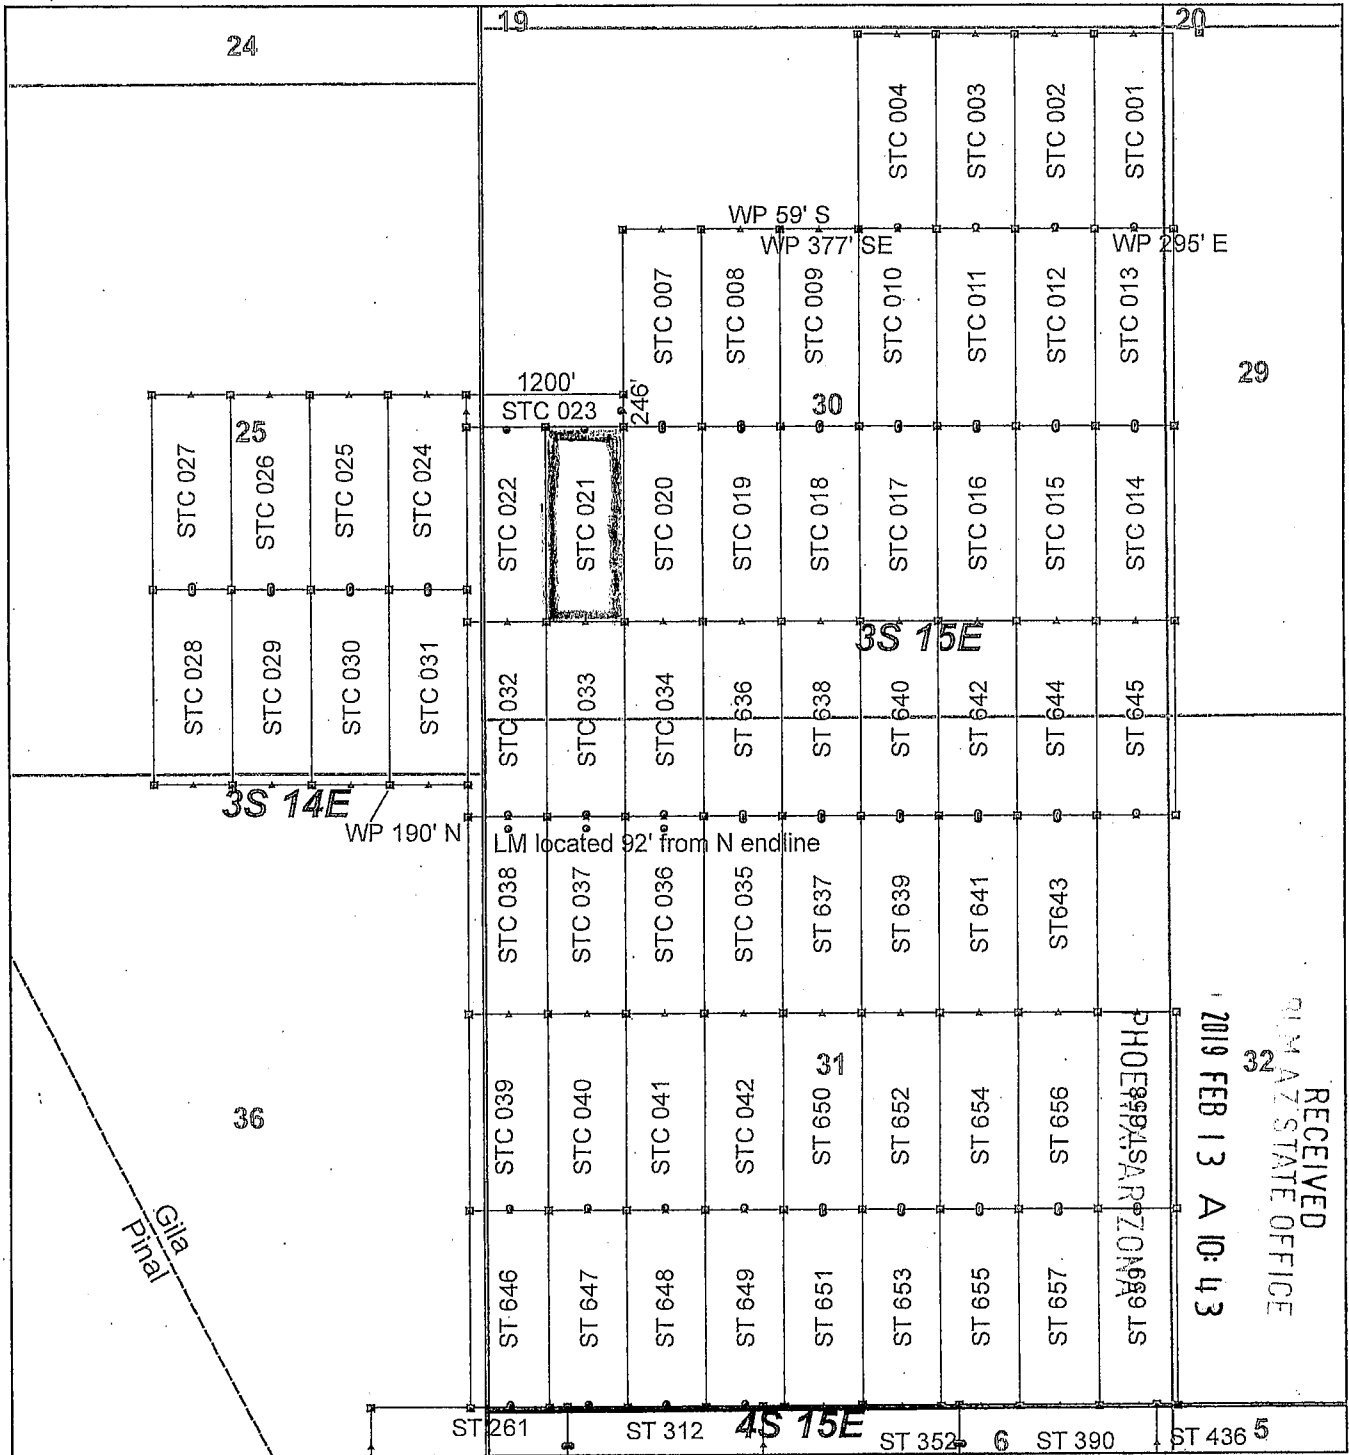 19
20
24
STC 004
STC 003
STC 002
STC 001
WP 59' S
WP 377' SE
WP 295' E
STC 007
STC 008
STC 009
STC 010
STC 011
STC 012
STC 013
29
1200'
246'
STC 023
30
25
STC 027
STC 026
STC 025
STC 024
STC 022
STC 021
STC 020
STC 019
STC 018
STC 017
STC 016
STC 015
STC 014
3S 15E
STC 028
STC 029
STC 030
STC 031
STC 032
STC 033
STC 034
ST 636
ST 638
ST 640
ST 642
ST 644
ST 645
3S 14E
WP 190' N
LM located 92' from N endline
STC 038
STC 037
STC 036
STC 035
ST 637
ST 639
ST 641
ST643
31
32
36
STC 039
STC 040
STC 041
STC 042
ST 650
ST 652
ST 654
ST 656
ST 658
RECEIVED
BLM AZ STATE OFFICE
2019 FEB 13 A 10:43
PHOENIX, ARIZONA
Gila
Pinal
ST 646
ST 647
ST 648
ST 649
ST 651
ST 653
ST 655
ST 657
ST 659
ST 261
ST 312
4S 15E
ST 352
6
ST 390
ST 436
5